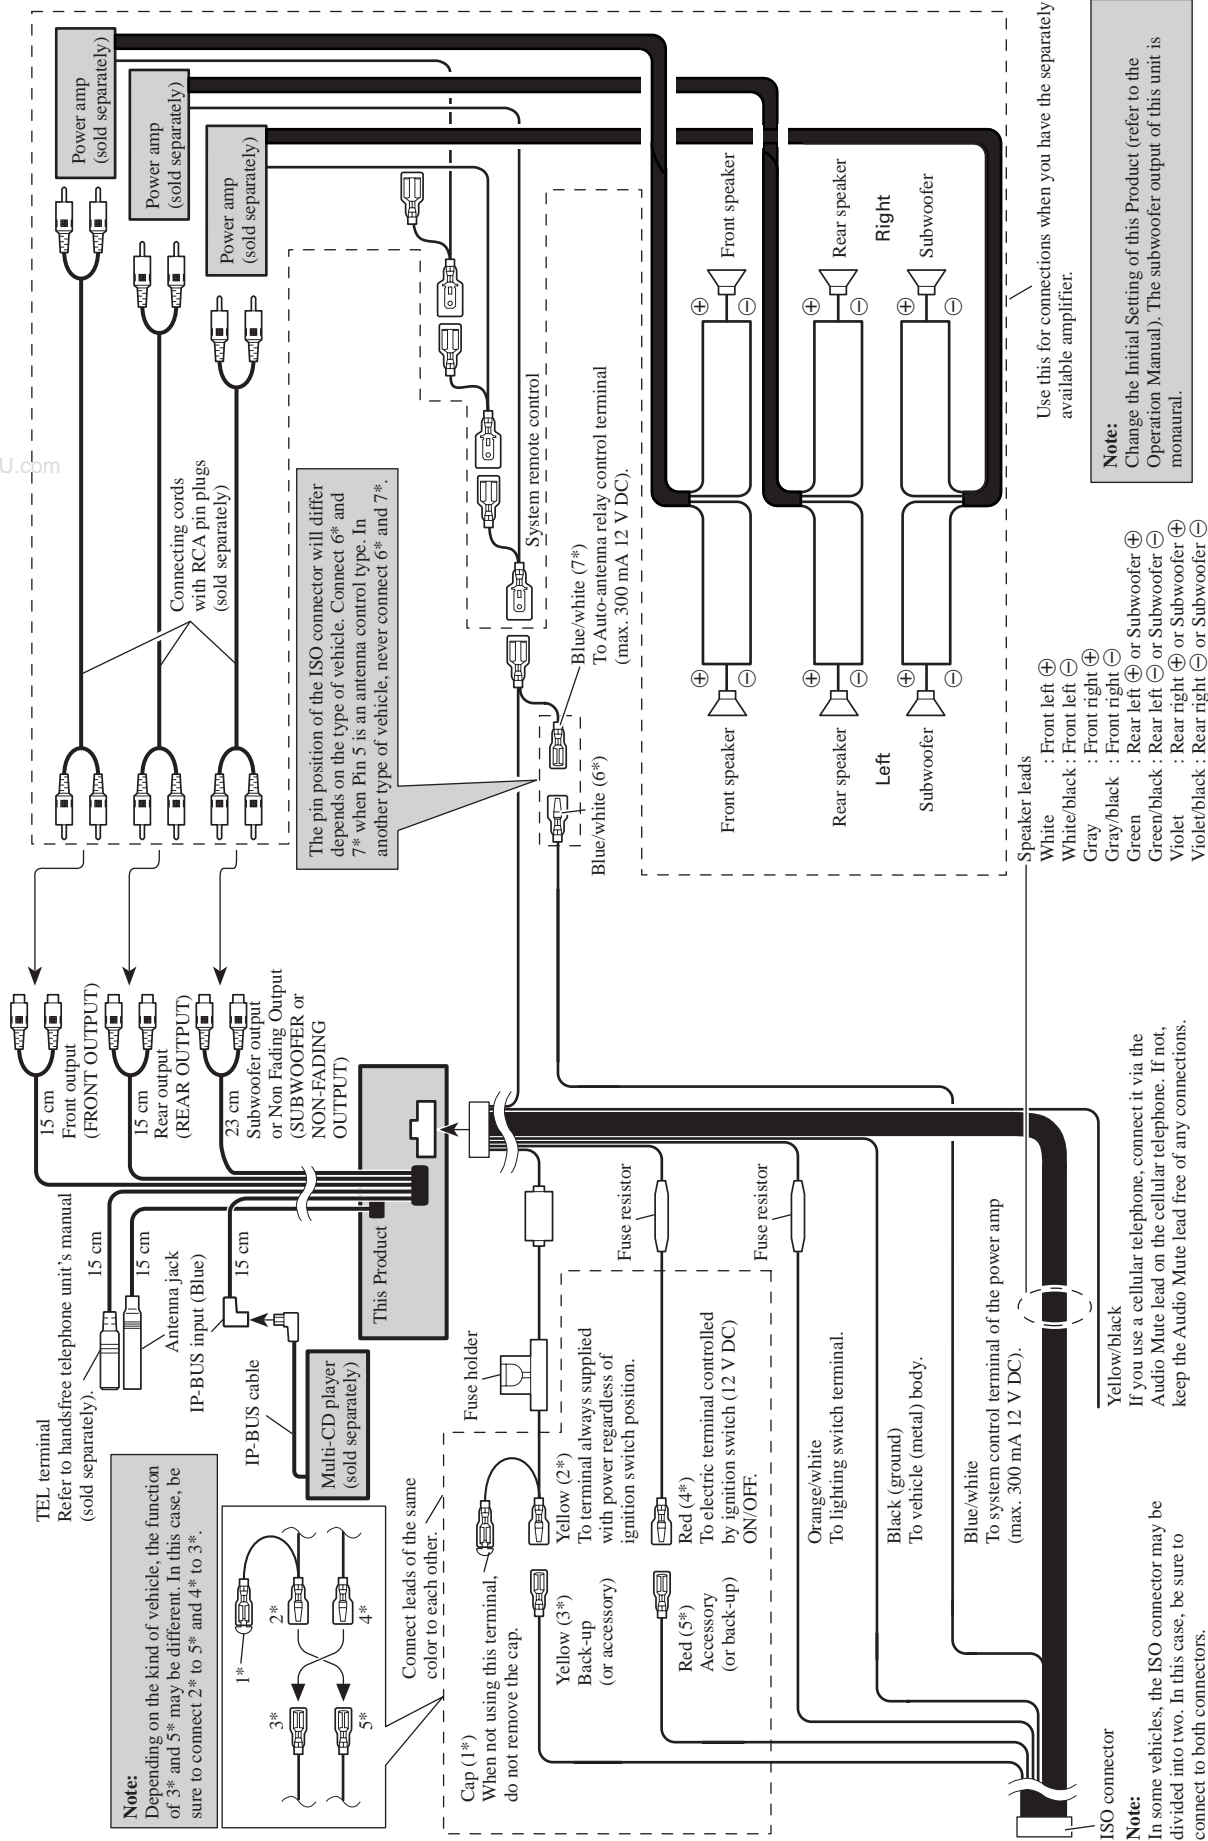 Note:
Depending on the kind of vehicle, the function
of 3* and 5* may be different. In this case, be
sure to connect 2* to 5* and 4* to 3*.
1*
2*
4*
3*
5*
TEL terminal
Refer to handsfree telephone unit's manual
(sold separately).
15 cm
15 cm
Antenna jack
IP-BUS input (Blue)
15 cm
IP-BUS cable
Multi-CD player
(sold separately)
15 cm
Front output
(FRONT OUTPUT)
15 cm
Rear output
(REAR OUTPUT)
23 cm
Subwoofer output
or Non Fading Output
(SUBWOOFER or
NON-FADING
OUTPUT)
This Product
Connecting cords
with RCA pin plugs
(sold separately)
Power amp
(sold separately)
Power amp
(sold separately)
Power amp
(sold separately)
The pin position of the ISO connector will differ
depends on the type of vehicle. Connect 6* and
7* when Pin 5 is an antenna control type. In
another type of vehicle, never connect 6* and 7*.
System remote control
Blue/white (7*)
To Auto-antenna relay control terminal
(max. 300 mA 12 V DC).
Blue/white (6*)
Connect leads of the same
color to each other.
Cap (1*)
When not using this terminal,
do not remove the cap.
Fuse holder
Yellow (2*)
To terminal always supplied
with power regardless of
ignition switch position.
Yellow (3*)
Back-up
(or accessory)
Fuse resistor
Red (4*)
To electric terminal controlled
by ignition switch (12 V DC)
ON/OFF.
Red (5*)
Accessory
(or back-up)
Fuse resistor
Orange/white
To lighting switch terminal.
Black (ground)
To vehicle (metal) body.
Blue/white
To system control terminal of the power amp
(max. 300 mA 12 V DC).
Front speaker
⊕
⊖
⊕
⊖
Front speaker
Rear speaker
⊕
⊖
⊕
⊖
Rear speaker
Left
Right
Subwoofer
⊕
⊖
⊕
⊖
Subwoofer
Use this for connections when you have the separately
available amplifier.
Speaker leads
White : Front left ⊕
White/black : Front left ⊖
Gray : Front right ⊕
Gray/black : Front right ⊖
Green : Rear left ⊕ or Subwoofer ⊕
Green/black : Rear left ⊖ or Subwoofer ⊖
Violet : Rear right ⊕ or Subwoofer ⊕
Violet/black : Rear right ⊖ or Subwoofer ⊖
Note:
Change the Initial Setting of this Product (refer to the
Operation Manual). The subwoofer output of this unit is
monaural.
Yellow/black
If you use a cellular telephone, connect it via the
Audio Mute lead on the cellular telephone. If not,
keep the Audio Mute lead free of any connections.
ISO connector
Note:
In some vehicles, the ISO connector may be
divided into two. In this case, be sure to
connect to both connectors.
U.com